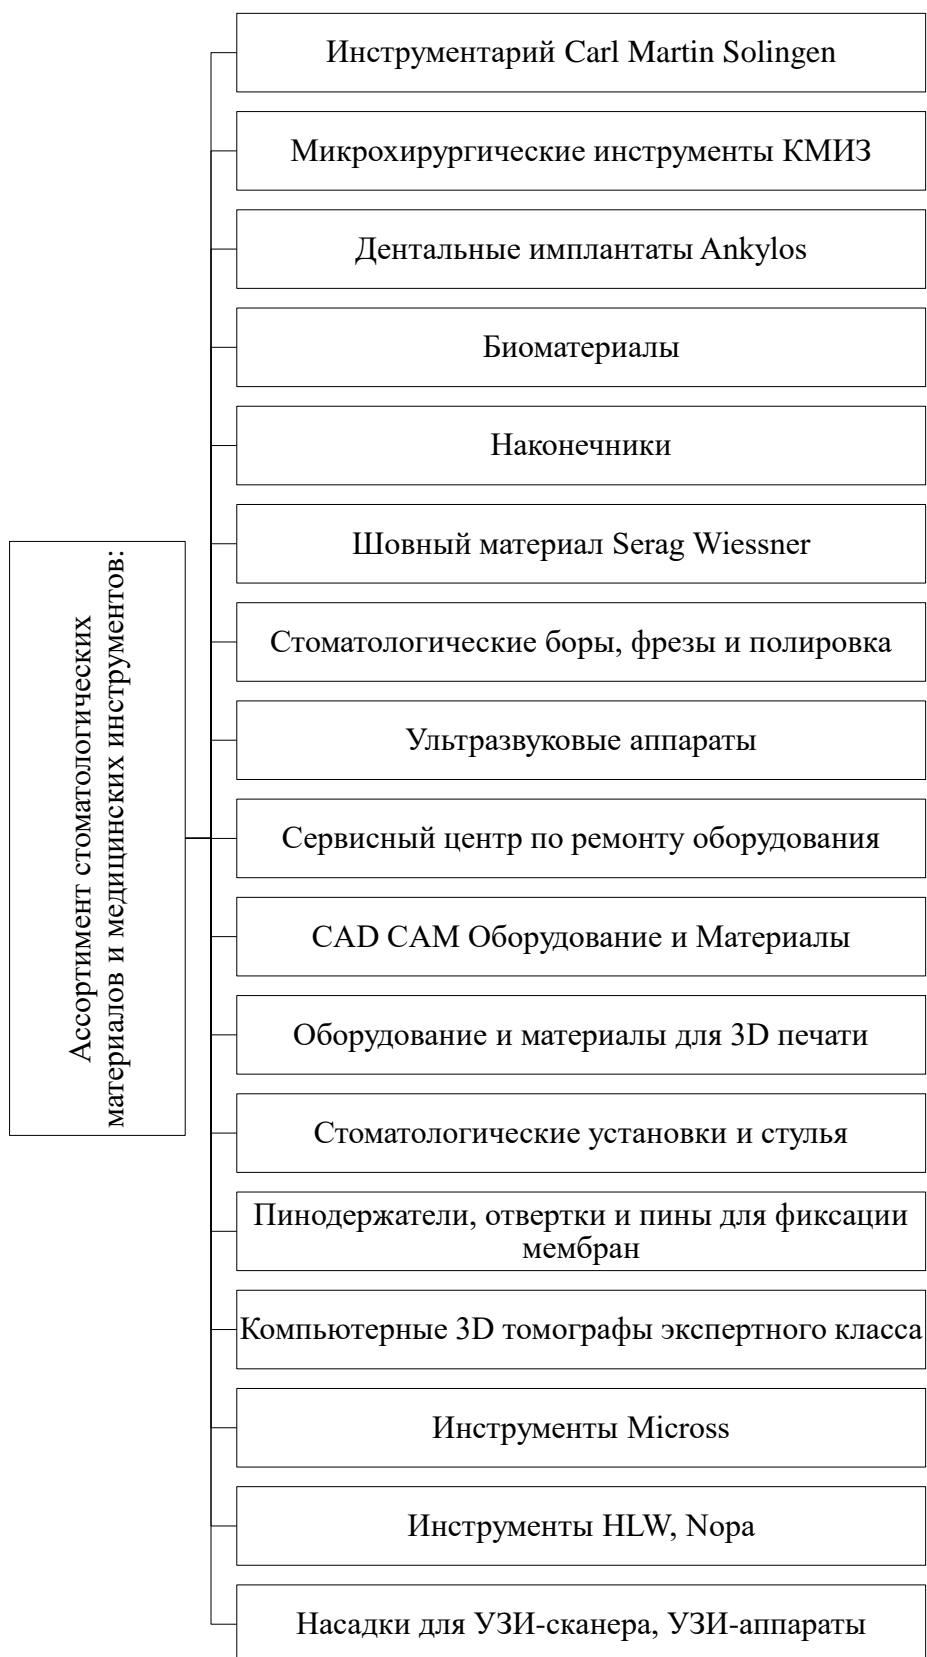 Ассортимент стоматологических
материалов и медицинских инструментов:
Инструментарий Carl Martin Solingen
Микрохирургические инструменты КМИЗ
Дентальные имплантаты Ankylos
Биоматериалы
Наконечники
Шовный материал Serag Wiessner
Стоматологические боры, фрезы и полировка
Ультразвуковые аппараты
Сервисный центр по ремонту оборудования
CAD CAM Оборудование и Материалы
Оборудование и материалы для 3D печати
Стоматологические установки и стулья
Пинодержатели, отвертки и пины для фиксации
мембран
Компьютерные 3D томографы экспертного класса
Инструменты Micross
Инструменты HLW, Nopa
Насадки для УЗИ-сканера, УЗИ-аппараты